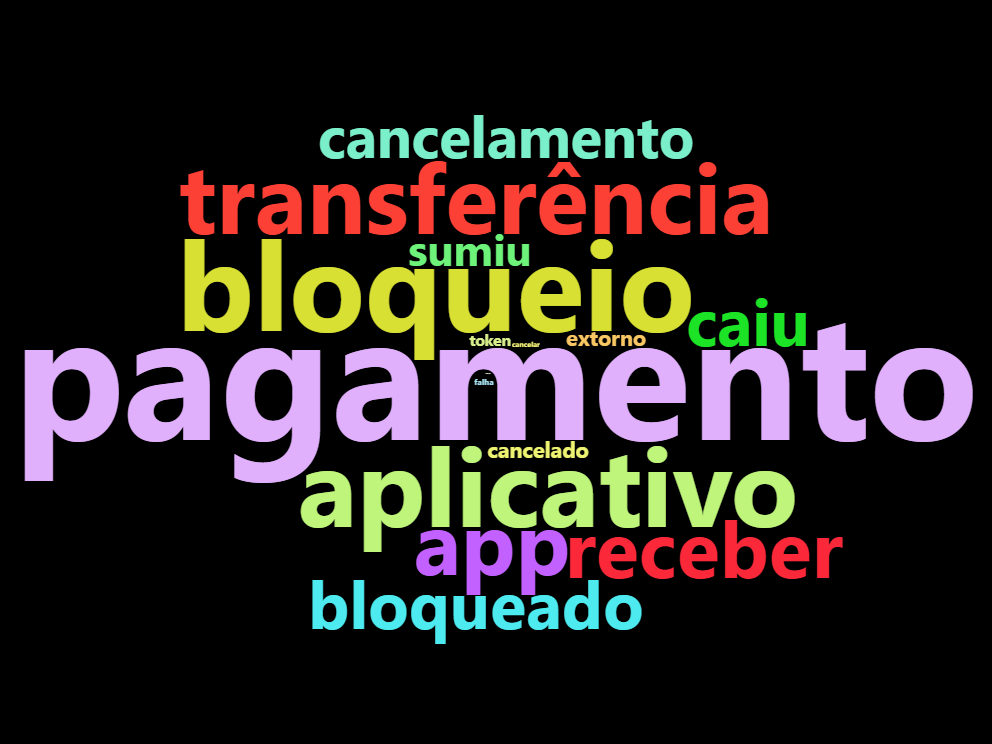 cancelamento
transferência
sumiu
bloqueio
caiu
token cancelar extorno
pagamento
falha
cancelado
aplicativo
app receber
bloqueado